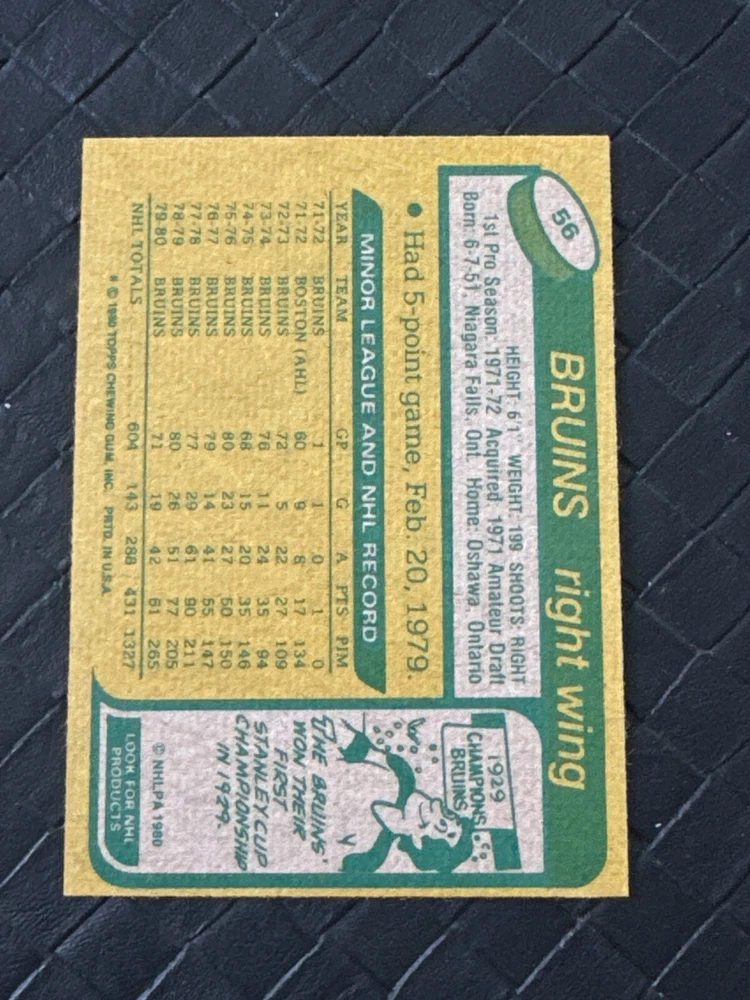 56
BRUINS right wing
HEIGHT: 6'1" WEIGHT: 199 SHOOTS: RIGHT
1st Pro Season: 1971-72 Acquired: 1971 Amateur Draft
Born: 6-7-51, Niagara Falls, Ont. Home: Oshawa, Ontario
• Had 5-point game, Feb. 20, 1979.
MINOR LEAGUE AND NHL RECORD
YEAR TEAM GP G A PTS PIM
71-72 BRUINS 1 1 0 1 0
71-72 BOSTON (AHL) 60 9 8 17 134
72-73 BRUINS 72 5 22 27 109
73-74 BRUINS 76 11 24 35 94
74-75 BRUINS 68 15 20 35 146
75-76 BRUINS 80 23 27 50 150
76-77 BRUINS 79 14 41 55 147
77-78 BRUINS 77 29 61 90 211
78-79 BRUINS 80 26 51 77 205
79-80 BRUINS 71 19 42 61 265
NHL TOTALS 604 143 288 431 1327
* © 1980 TOPPS CHEWING GUM, INC. PRTD. IN U.S.A.
1929
CHAMPIONS
BRUINS
THE BRUINS'
WON THEIR
FIRST
STANLEY CUP
CHAMPIONSHIP
IN 1929.
© NHLPA 1980
LOOK FOR NHL
PRODUCTS